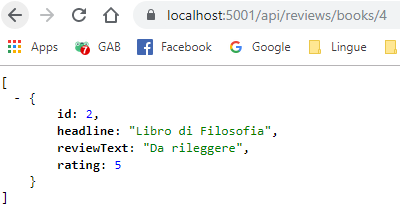 localhost:5001/api/reviews/books/4
Apps GAB Facebook Google Lingue
[
- {
id: 2,
headline: "Libro di Filosofia",
reviewText: "Da rileggere",
rating: 5
}
]